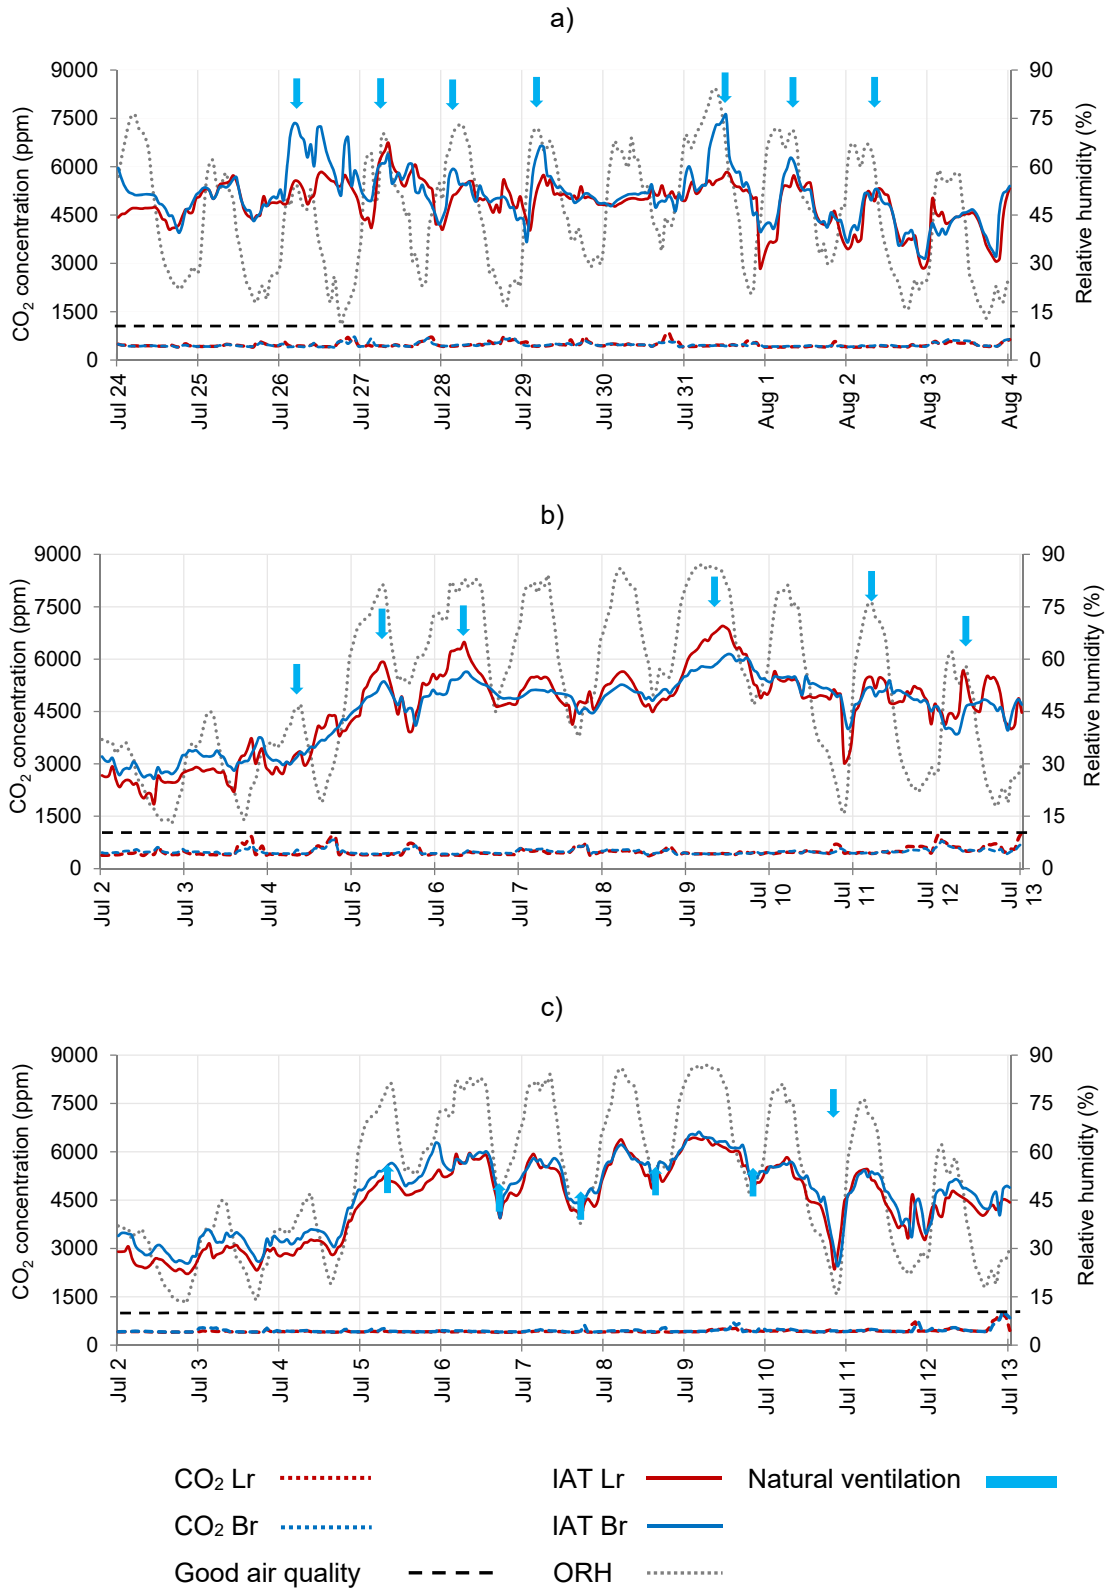 a)
CO2 concentration (ppm)
9000
7500
6000
4500
3000
1500
0
90
75
60
45
30
15
0
Relative humidity (%)
Jul 24
Jul 25
Jul 26
Jul 27
Jul 28
Jul 29
Jul 30
Jul 31
Aug 1
Aug 2
Aug 3
Aug 4
b)
CO2 concentration (ppm)
9000
7500
6000
4500
3000
1500
0
90
75
60
45
30
15
0
Relative humidity (%)
Jul 2
Jul 3
Jul 4
Jul 5
Jul 6
Jul 7
Jul 8
Jul 9
Jul 10
Jul 11
Jul 12
Jul 13
c)
CO2 concentration (ppm)
9000
7500
6000
4500
3000
1500
0
90
75
60
45
30
15
0
Relative humidity (%)
Jul 2
Jul 3
Jul 4
Jul 5
Jul 6
Jul 7
Jul 8
Jul 9
Jul 10
Jul 11
Jul 12
Jul 13
CO2 Lr IAT Lr Natural ventilation
CO2 Br IAT Br
Good air quality ORH